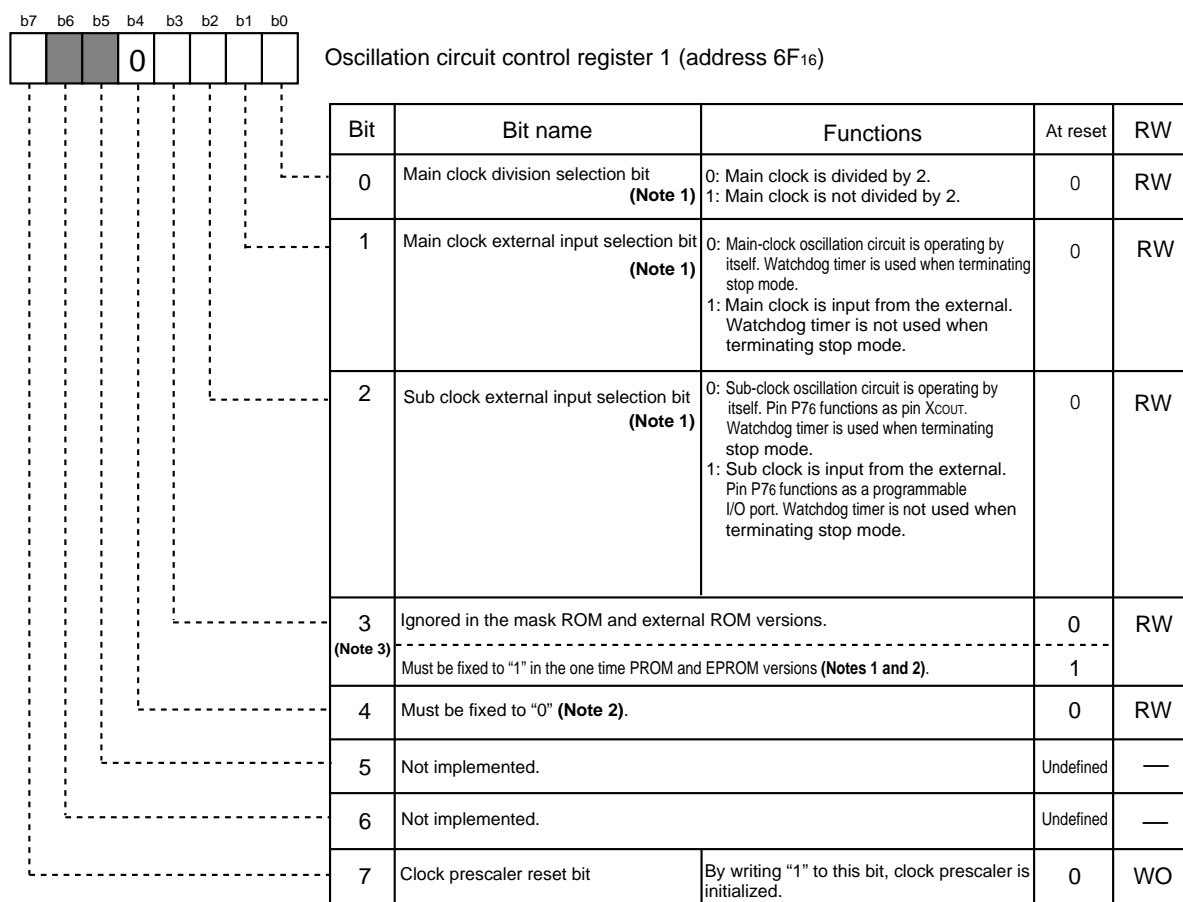 b7 b6 b5 b4 b3 b2 b1 b0
0
Oscillation circuit control register 1 (address 6F16)
Bit Bit name Functions At reset RW
0 Main clock division selection bit 0: Main clock is divided by 2. 0 RW
(Note 1) 1: Main clock is not divided by 2.
1 Main clock external input selection bit 0: Main-clock oscillation circuit is operating by 0 RW
(Note 1) itself. Watchdog timer is used when terminating
stop mode.
1: Main clock is input from the external.
Watchdog timer is not used when
terminating stop mode.
2 Sub clock external input selection bit 0: Sub-clock oscillation circuit is operating by 0 RW
(Note 1) itself. Pin P76 functions as pin XCOUT.
Watchdog timer is used when terminating
stop mode.
1: Sub clock is input from the external.
Pin P76 functions as a programmable
I/O port. Watchdog timer is not used when
terminating stop mode.
3 Ignored in the mask ROM and external ROM versions. 0 RW
(Note 3)
Must be fixed to “1” in the one time PROM and EPROM versions (Notes 1 and 2). 1
4 Must be fixed to “0” (Note 2). 0 RW
5 Not implemented. Undefined —
6 Not implemented. Undefined —
7 Clock prescaler reset bit By writing “1” to this bit, clock prescaler is 0 WO
initialized.